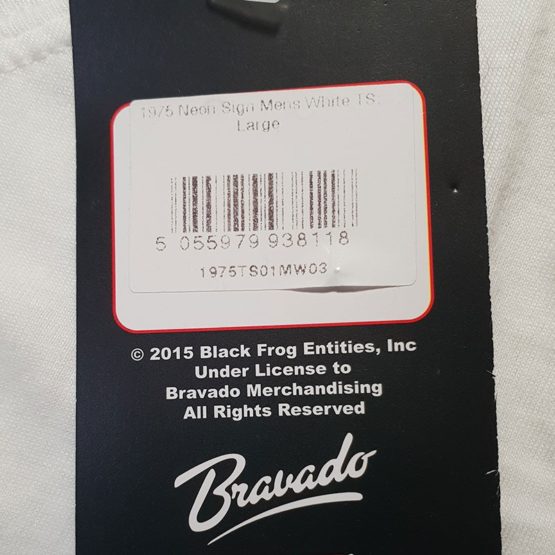 1975 Neon Sign Mens White TS.
Large
5 055979 938118
1975TS01MW03
© 2015 Black Frog Entities, Inc
Under License to
Bravado Merchandising
All Rights Reserved
Bravado